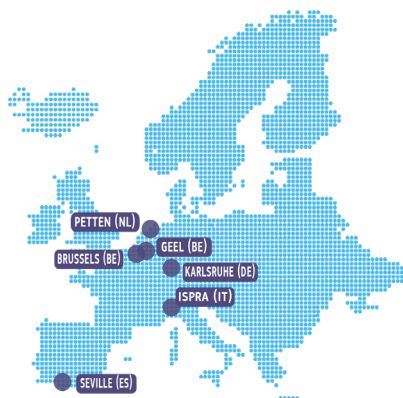 PETTEN (NL)
GEEL (BE)
BRUSSELS (BE)
KARLSRUHE (DE)
ISPRA (IT)
SEVILLE (ES)